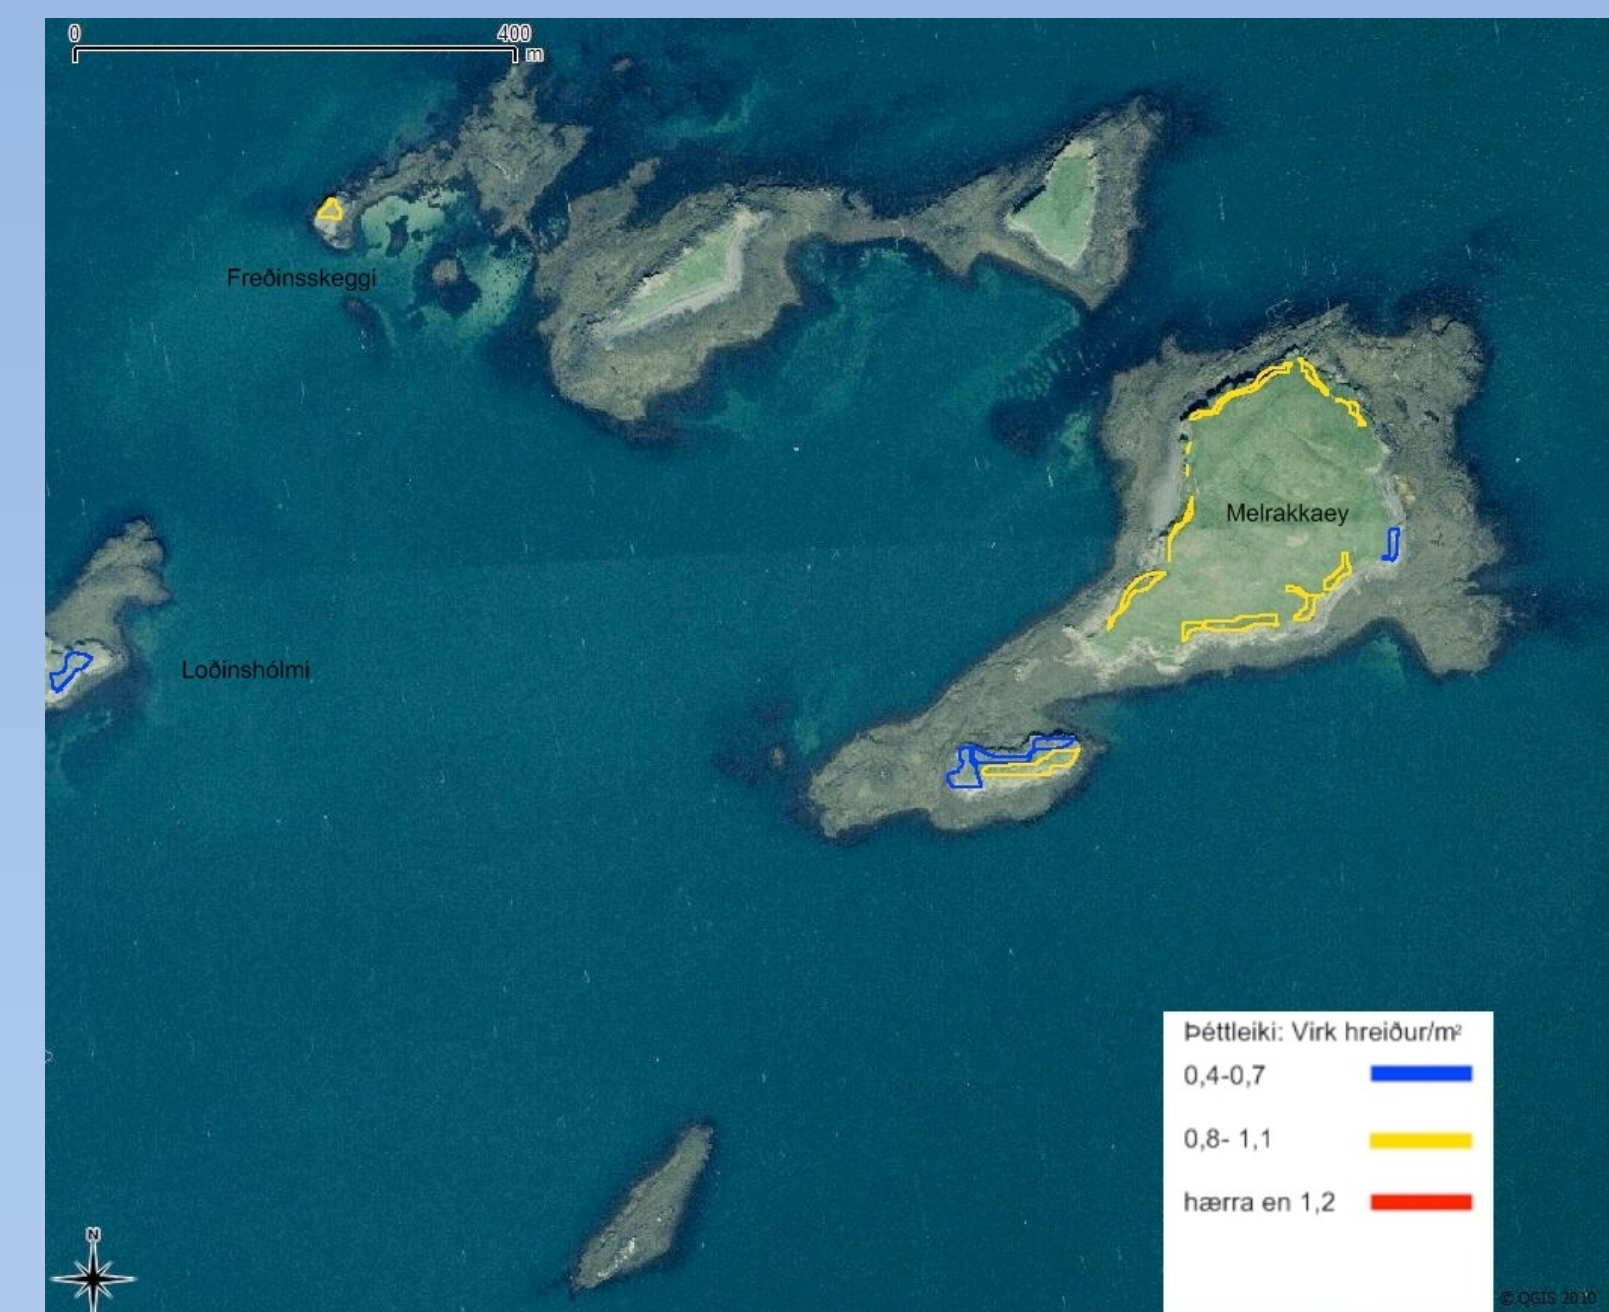 0 400
m
Freðinsskeggi
Melrakkaey
Loðinshólmi
Þéttleiki: Virk hreiður/m²
0,4-0,7
0,8- 1,1
hærra en 1,2
N
© QGIS 2010